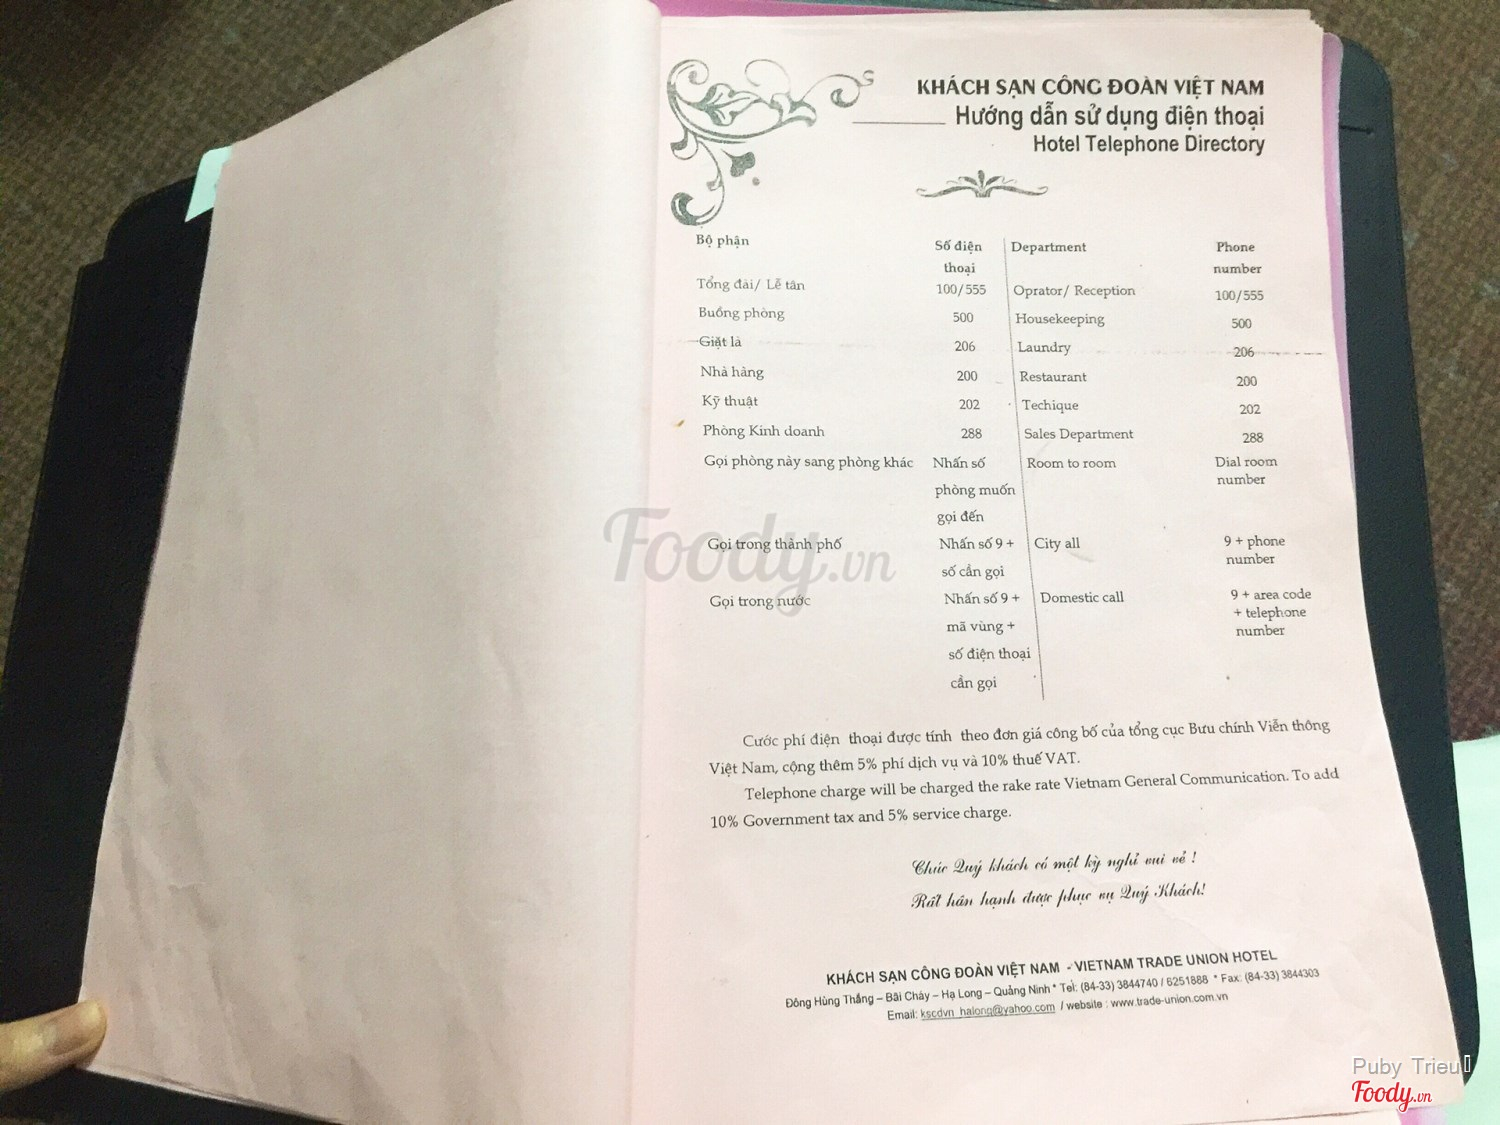 KHÁCH SẠN CÔNG ĐOÀN VIỆT NAM
Hướng dẫn sử dụng điện thoại
Hotel Telephone Directory
Bộ phận Số điện thoại Department Phone number
Tổng đài/ Lễ tân 100/555 Oprator/ Reception 100/555
Buồng phòng 500 Housekeeping 500
Giặt là 206 Laundry 206
Nhà hàng 200 Restaurant 200
Kỹ thuật 202 Techique 202
Phòng Kinh doanh 288 Sales Department 288
Gọi phòng này sang phòng khác Nhấn số phòng muốn gọi đến Room to room Dial room number
Gọi trong thành phố Nhấn số 9 + số cần gọi City all 9 + phone number
Gọi trong nước Nhấn số 9 + mã vùng + số điện thoại cần gọi Domestic call 9 + area code + telephone number
Cước phí điện thoại được tính theo đơn giá công bố của tổng cục Bưu chính Viễn thông
Việt Nam, cộng thêm 5% phí dịch vụ và 10% thuế VAT.
Telephone charge will be charged the rake rate Vietnam General Communication. To add
10% Government tax and 5% service charge.
Chúc Quý khách có một kỳ nghỉ vui vẻ !
Rất hân hạnh được phục vụ Quý Khách!
KHÁCH SẠN CÔNG ĐOÀN VIỆT NAM - VIETNAM TRADE UNION HOTEL
Đông Hùng Thắng – Bãi Cháy – Hạ Long – Quảng Ninh * Tel: (84-33) 3844740 / 6251888 * Fax: (84-33) 3844303
Email: kscdvn_halong@yahoo.com / website : www.trade-union.com.vn
Foody.vn
Puby Trieu
Foody.vn